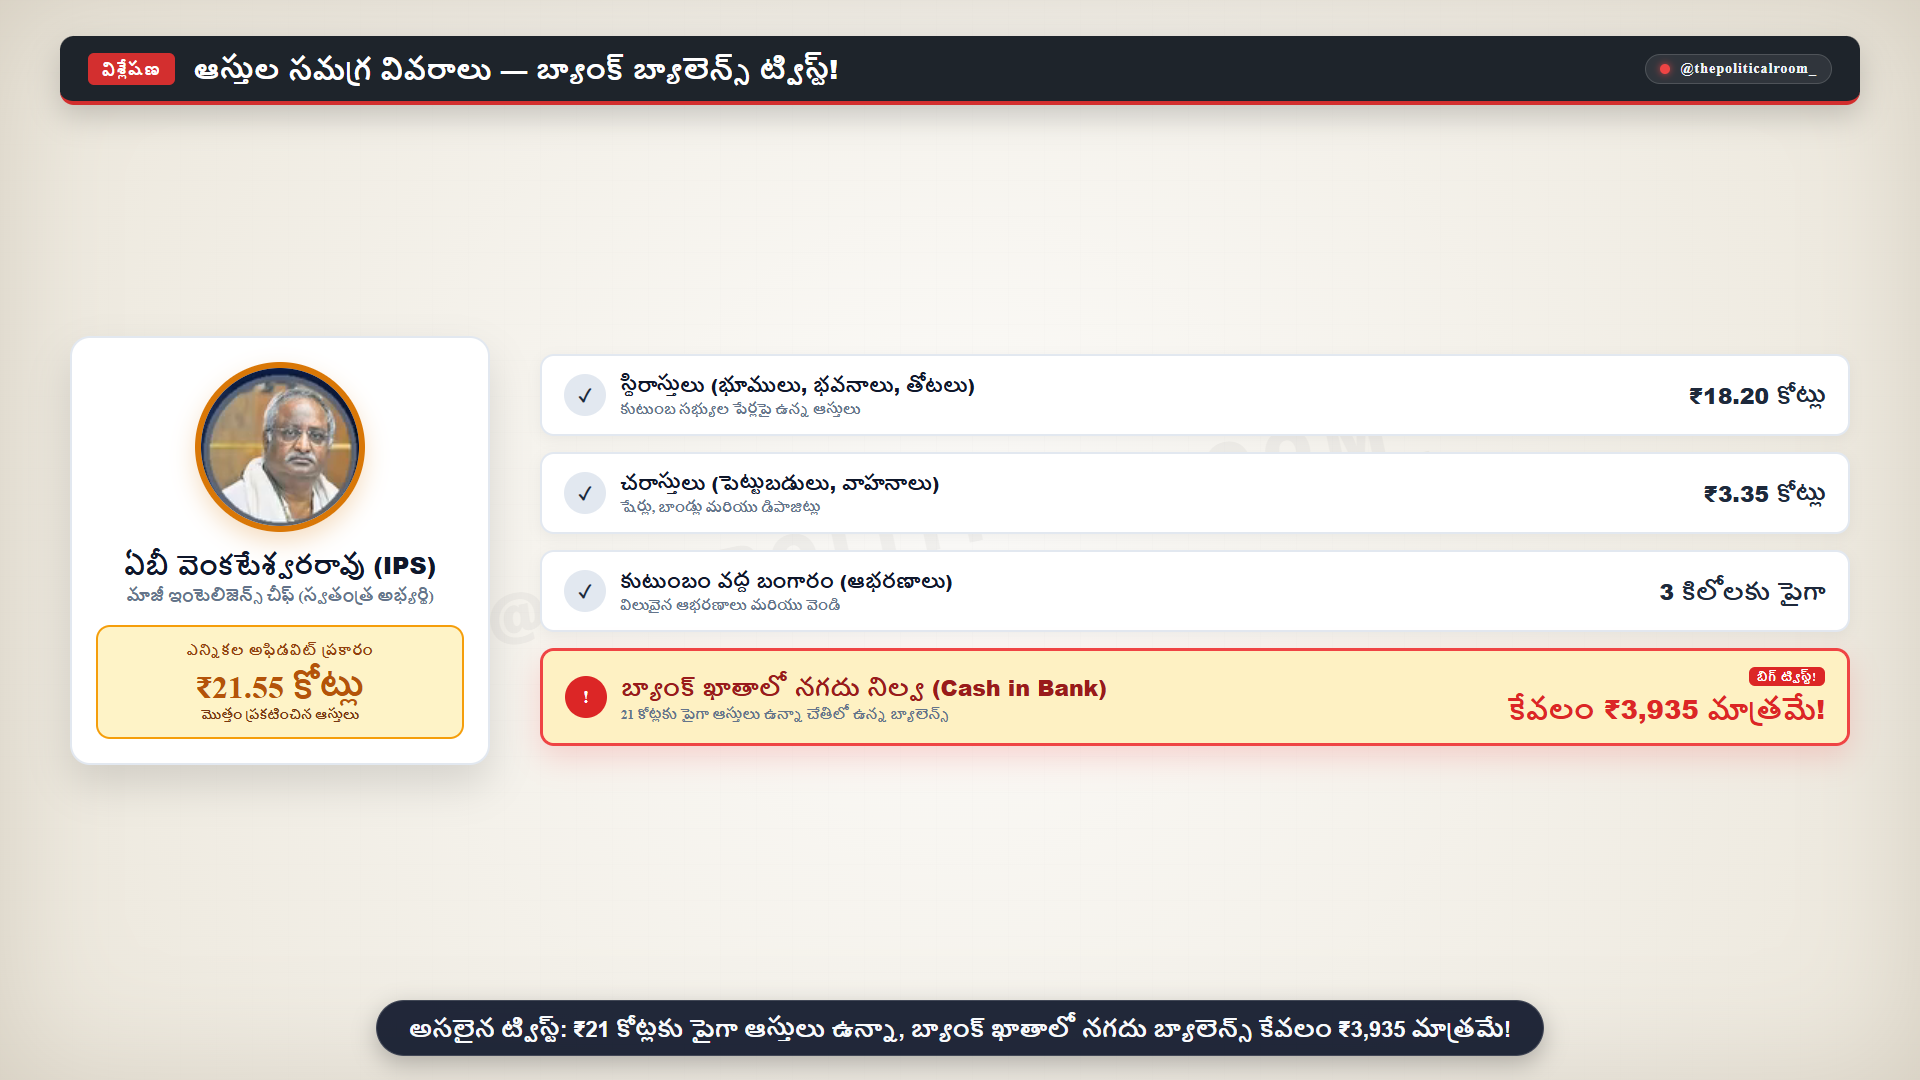 విశ్లేషణ
ఆస్తుల సమగ్ర వివరాలు — బ్యాంక్ బ్యాలెన్స్ ట్విస్ట్!
@thepoliticalroom_
ఏబీ వెంకటేశ్వరరావు (IPS)
మాజీ ఇంటెలిజెన్స్ చీఫ్ (స్వతంత్ర అభ్యర్థి)
ఎన్నికల అఫిడవిట్ ప్రకారం
₹21.55 కోట్లు
మొత్తం ప్రకటించిన ఆస్తులు
స్థిరాస్తులు (భూములు, భవనాలు, తోటలు)
కుటుంబ సభ్యుల పేర్లపై ఉన్న ఆస్తులు
₹18.20 కోట్లు
చరాస్తులు (పెట్టుబడులు, వాహనాలు)
షేర్లు, బాండ్లు మరియు డిపాజిట్లు
₹3.35 కోట్లు
కుటుంబం వద్ద బంగారం (ఆభరణాలు)
విలువైన ఆభరణాలు మరియు వెండి
3 కిలోలకు పైగా
బ్యాంక్ ఖాతాలో నగదు నిల్వ (Cash in Bank)
21 కోట్లకు పైగా ఆస్తులు ఉన్నా చేతిలో ఉన్న బ్యాలెన్స్
బిగ్ ట్విస్ట్!
కేవలం ₹3,935 మాత్రమే!
అసలైన ట్విస్ట్: ₹21 కోట్లకు పైగా ఆస్తులు ఉన్నా, బ్యాంక్ ఖాతాలో నగదు బ్యాలెన్స్ కేవలం ₹3,935 మాత్రమే!